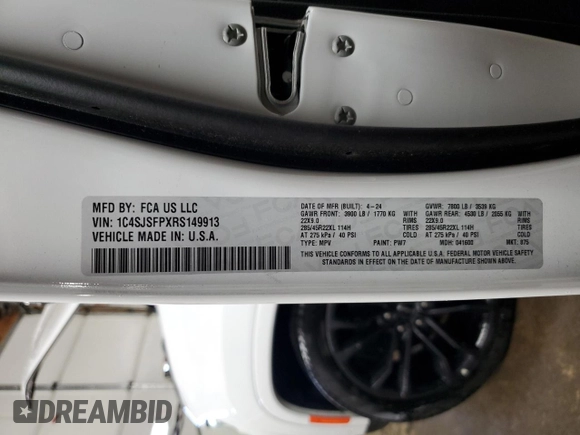 MFD BY: FCA US LLC
VIN: 1C4SJSFPXRS149913
VEHICLE MADE IN: U.S.A.
DATE OF MFR (BUILT): 4-24 GVWR: 7800 LB / 3538 KG
GAWR FRONT: 3900 LB / 1770 KG WITH GAWR REAR: 4500 LB / 2055 KG WITH
22X9.0 RIMS 22X9.0 RIMS
285/45R22XL 114H TIRES 285/45R22XL 114H TIRES
AT 275 kPa / 40 PSI COLD AT 275 kPa / 40 PSI COLD
TYPE: MPV PAINT: PW7 MDH: 041600 MKT: 975
THIS VEHICLE CONFORMS TO ALL APPLICABLE U.S.A. FEDERAL MOTOR VEHICLE SAFETY
STANDARDS IN EFFECT ON THE DATE OF MANUFACTURE SHOWN ABOVE.
DREAMBID